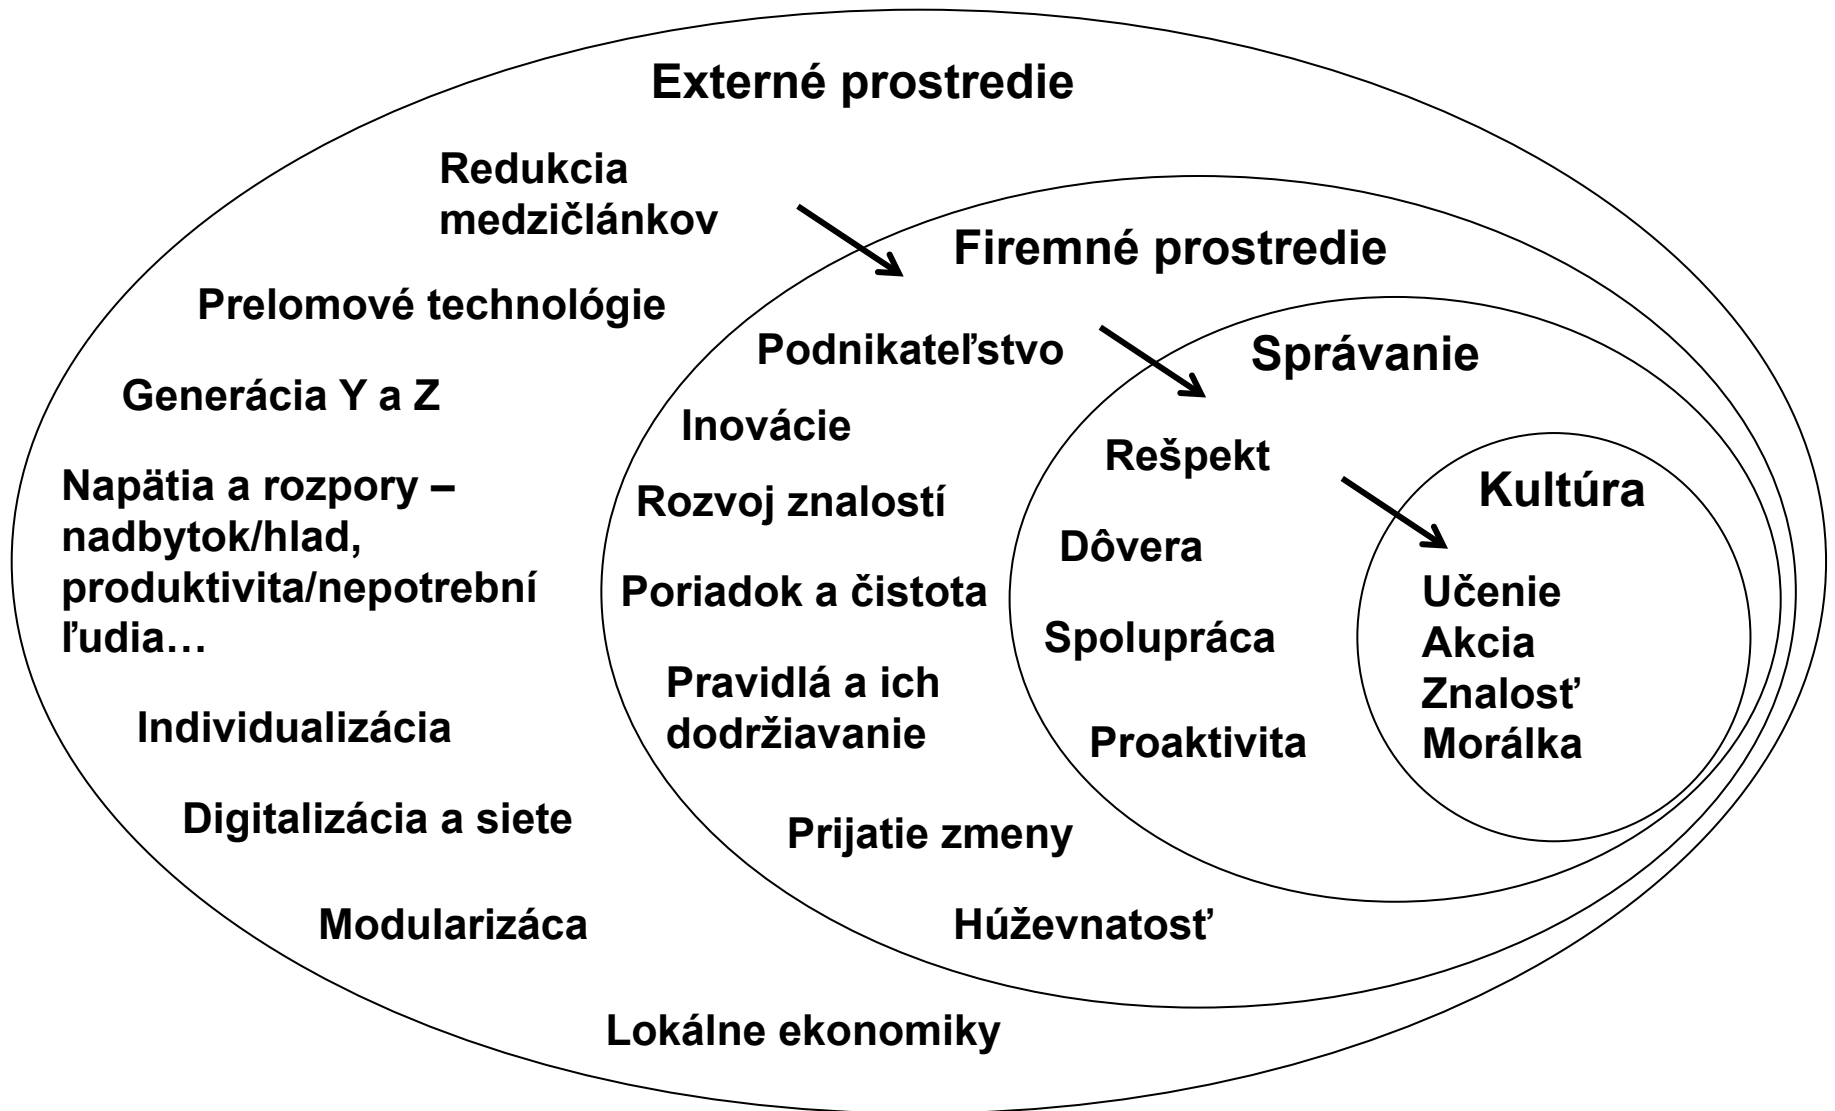 Externé prostredie
Redukcia
medzičlánkov
Prelomové technológie
Generácia Y a Z
Napätia a rozpory –
nadbytok/hlad,
produktivita/nepotrební
ľudia…
Individualizácia
Digitalizácia a siete
Modularizáca
Lokálne ekonomiky
Firemné prostredie
Podnikateľstvo
Inovácie
Rozvoj znalostí
Poriadok a čistota
Pravidlá a ich
dodržiavanie
Prijatie zmeny
Húževnatosť
Správanie
Rešpekt
Dôvera
Spolupráca
Proaktivita
Kultúra
Učenie
Akcia
Znalosť
Morálka